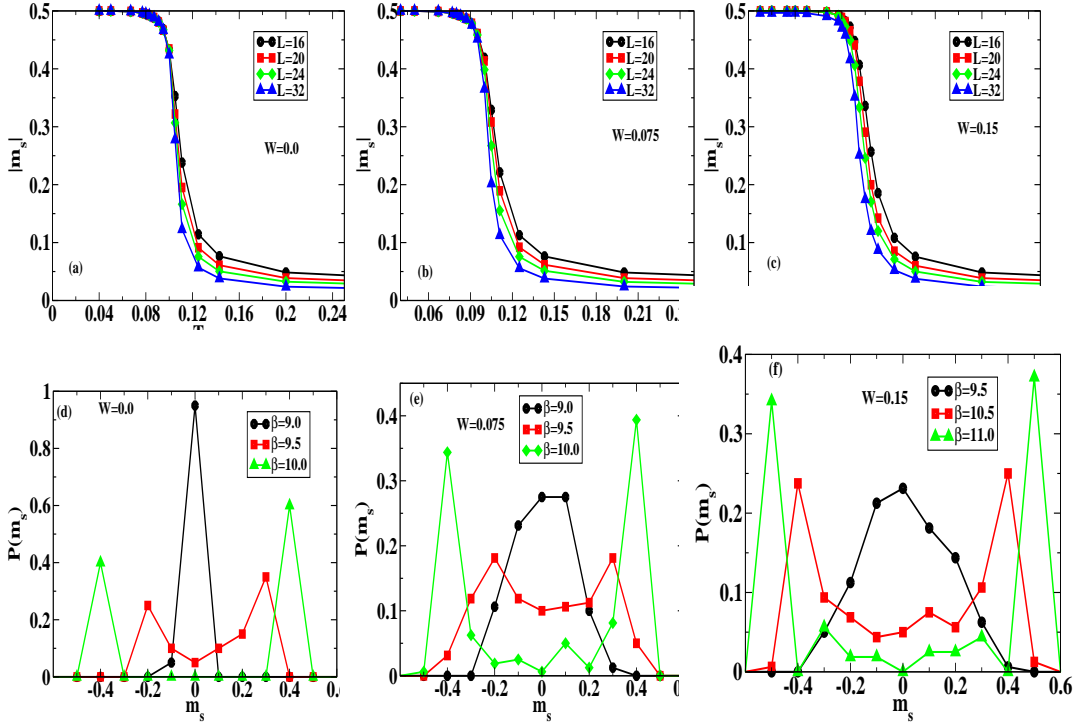 0.5
0.4
0.3
0.2
0.1
0
|m_s|
L=16
L=20
L=24
L=32
W=0.0
(a)
0.04 0.08 0.12 0.16 0.2 0.24
0.5
0.4
0.3
0.2
0.1
0
|m_s|
L=16
L=20
L=24
L=32
W=0.075
(b)
0.06 0.09 0.12 0.15 0.18 0.21
0.5
0.4
0.3
0.2
0.1
|m_s|
L=16
L=20
L=24
L=32
W=0.15
(c)
1
0.8
0.6
0.4
0.2
0
P(m_s)
(d)
W=0.0
β=9.0
β=9.5
β=10.0
-0.4 -0.2 0 0.2 0.4
m_s
0.4
0.3
0.2
0.1
0
P(m_s)
(e)
W=0.075
β=9.0
β=9.5
β=10.0
-0.4 -0.2 0 0.2 0.4
m_s
0.4
0.3
0.2
0.1
0
P(m_s)
(f)
W=0.15
β=9.5
β=10.5
β=11.0
-0.4 -0.2 0 0.2 0.4 0.6
m_s